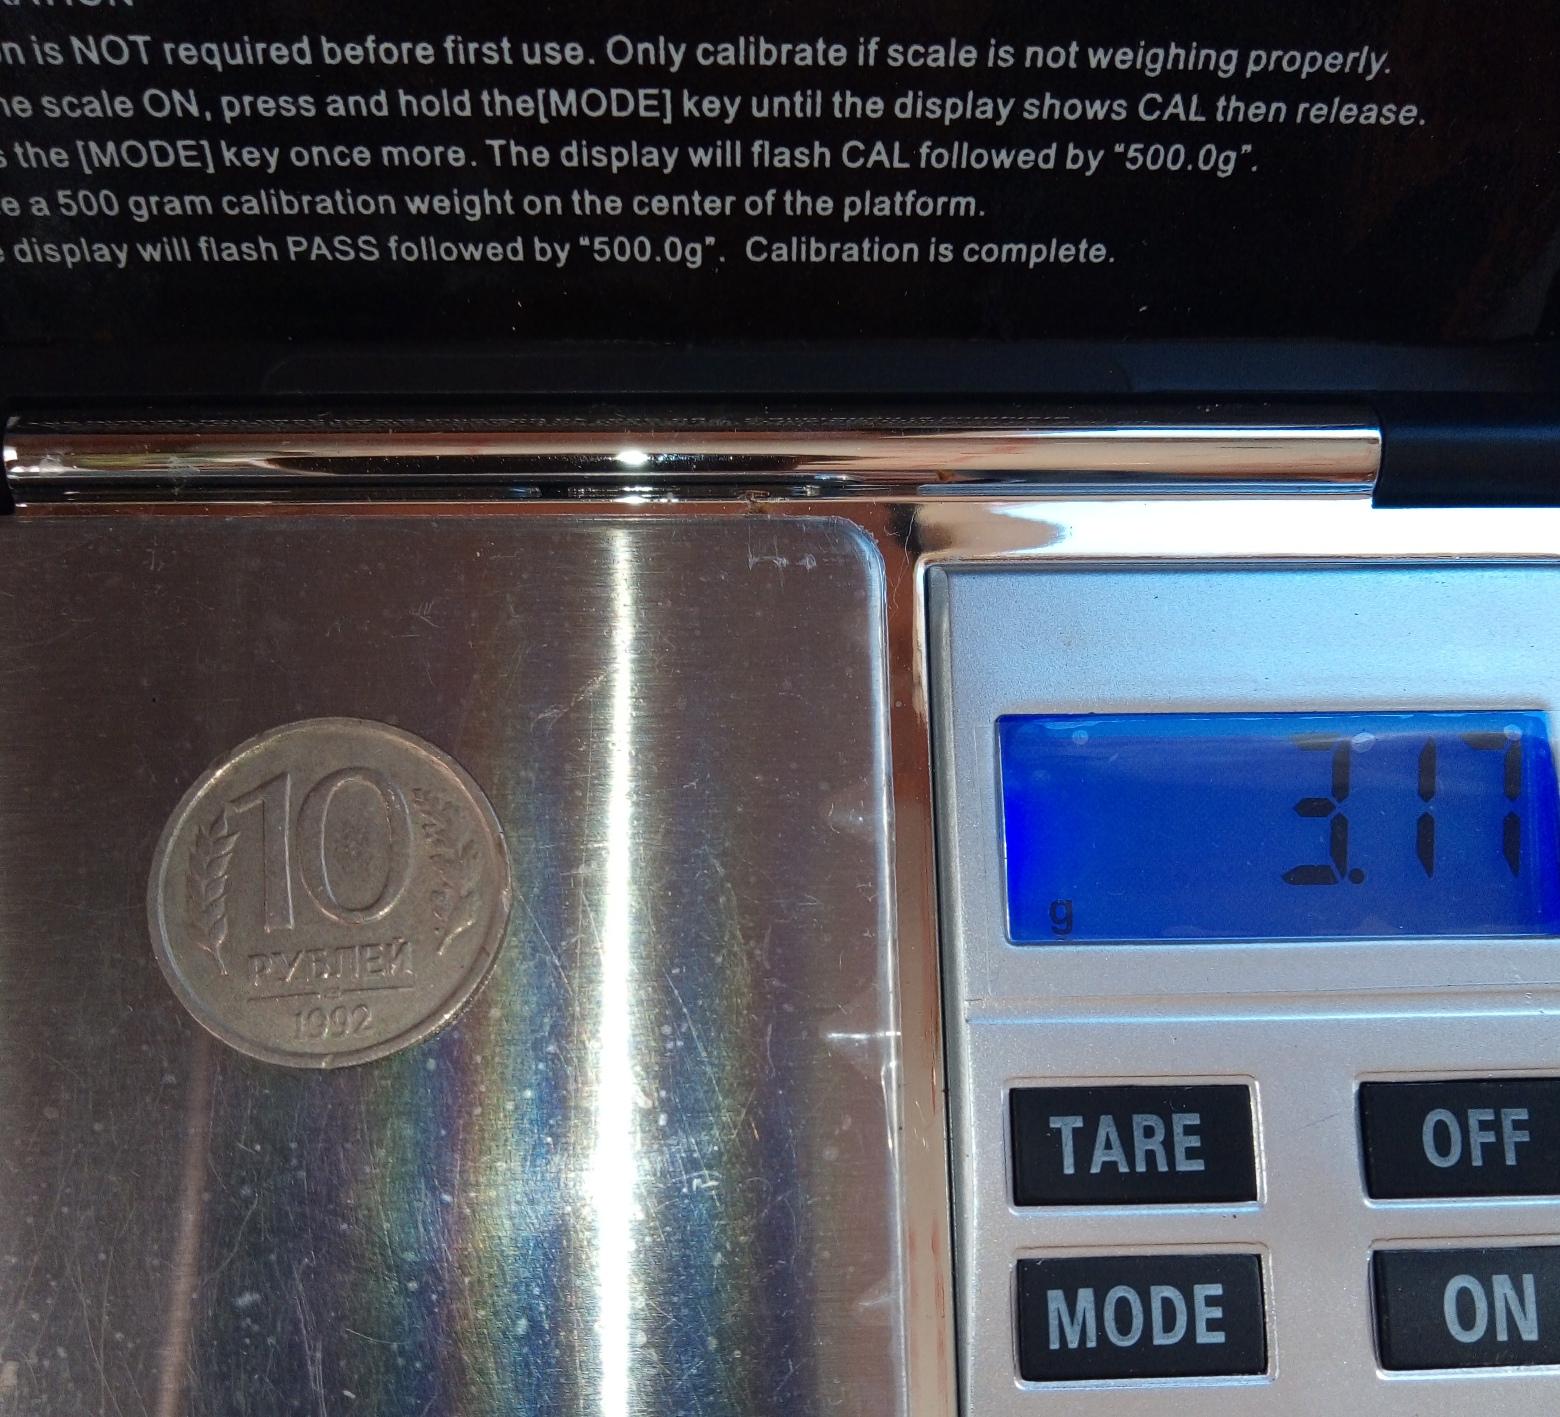 n is NOT required before first use. Only calibrate if scale is not weighing properly.
he scale ON, press and hold the[MODE] key until the display shows CAL then release.
s the [MODE] key once more. The display will flash CAL followed by “500.0g”.
e a 500 gram calibration weight on the center of the platform.
e display will flash PASS followed by “500.0g”. Calibration is complete.
10
РУБЛЕЙ
1992
3.17
g
TARE
OFF
MODE
ON